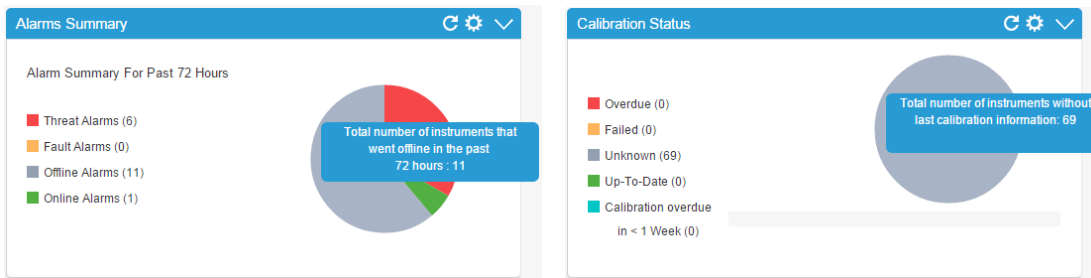 Alarms Summary
Alarm Summary For Past 72 Hours
Threat Alarms (6)
Fault Alarms (0)
Offline Alarms (11)
Online Alarms (1)
Total number of instruments that
went offline in the past
72 hours : 11
Calibration Status
Overdue (0)
Failed (0)
Unknown (69)
Up-To-Date (0)
Calibration overdue
in < 1 Week (0)
Total number of instruments without
last calibration information: 69